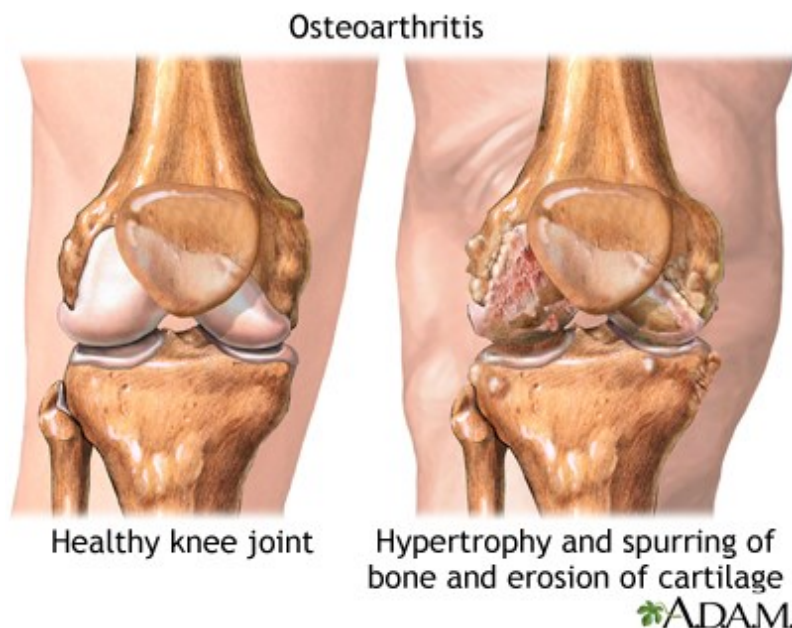 Osteoarthritis
Healthy knee joint
Hypertrophy and spurring of
bone and erosion of cartilage
A.D.A.M.